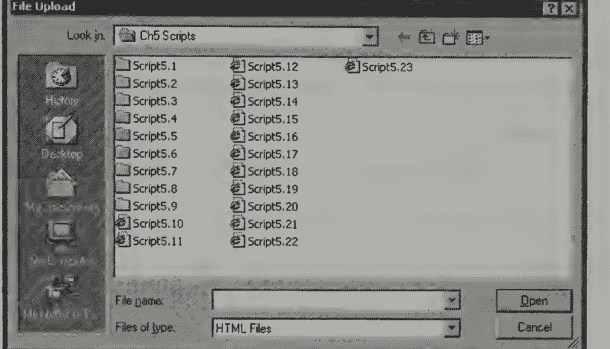 File Upload
Look in: Ch5 Scripts
Script5.1
Script5.2
Script5.3
Script5.4
Script5.5
Script5.6
Script5.7
Script5.8
Script5.9
Script5.10
Script5.11
Script5.12
Script5.13
Script5.14
Script5.15
Script5.16
Script5.17
Script5.18
Script5.19
Script5.20
Script5.21
Script5.22
Script5.23
History
Desktop
File name:
Open
Files of type: HTML Files
Cancel